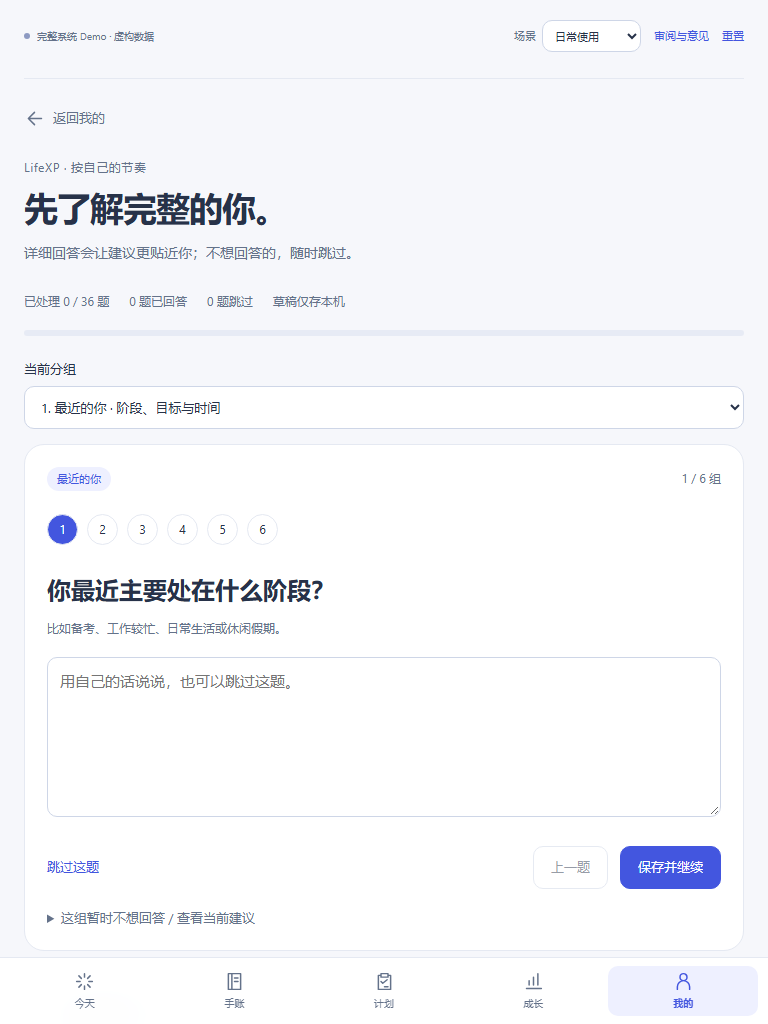 完整系统 Demo · 虚构数据
场景 日常使用 审阅与意见 重置
返回我的
LifeXP · 按自己的节奏
先了解完整的你。
详细回答会让建议更贴近你；不想回答的，随时跳过。
已处理 0 / 36 题 0 题已回答 0 题跳过 草稿仅存本机
当前分组
1. 最近的你 · 阶段、目标与时间
最近的你 1 / 6 组
1 2 3 4 5 6
你最近主要处在什么阶段？
比如备考、工作较忙、日常生活或休闲假期。
用自己的话说说，也可以跳过这题。
跳过这题 上一题 保存并继续
这组暂时不想回答 / 查看当前建议
今天 手账 计划 成长 我的